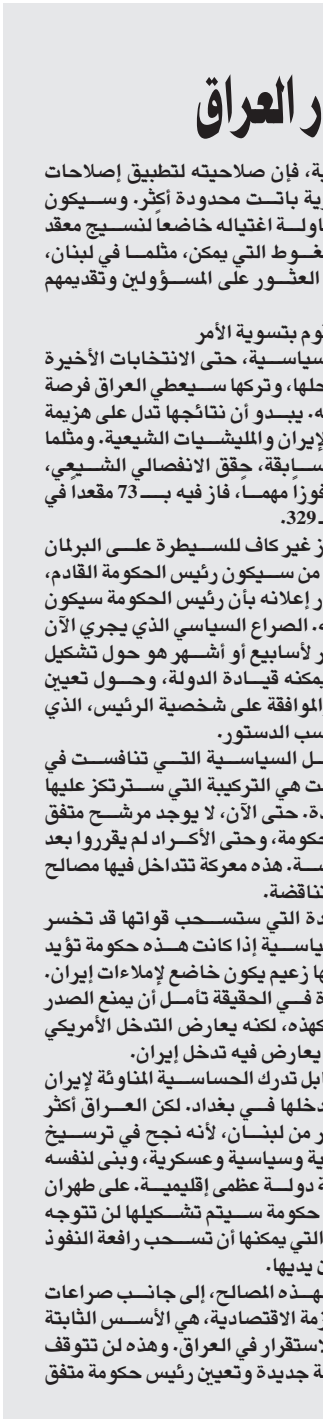 ر العراق
ية، فإن صلاحيته لتطبيق إصلاحات
وية باتت محدودة أكثر. وسيكون
اولة اغتياله خاضعاً لنسيج معقد
غوط التي يمكن، مثلما في لبنان،
العثور على المسؤولين وتقديمهم
وم بتسوية الأمر
سياسية، حتى الانتخابات الأخيرة
حلها، وتركها سيعطي العراق فرصة
ه. يبدو أن نتائجها تدل على هزيمة
لإيران والمليشيات الشيعية. ومثلما
سابقة، حقق الانفصالي الشيعي،
فوزاً مهماً، فاز فيه بـ 73 مقعداً في
ـ 329.
ز غير كاف للسيطرة على البرلمان
من سيكون رئيس الحكومة القادم،
ر إعلانه بأن رئيس الحكومة سيكون
ه. الصراع السياسي الذي يجري الآن
ر لأسابيع أو أشهر هو حول تشكيل
يمكنه قيادة الدولة، وحول تعيين
الموافقة على شخصية الرئيس، الذي
سب الدستور.
ـل السياسية التي تنافست في
ت هي التركيبة التي سترتكز عليها
دة. حتى الآن، لا يوجد مرشح متفق
حكومة، وحتى الأكراد لم يقرروا بعد
سة. هذه معركة تتداخل فيها مصالح
تناقضة.
دة التي ستسحب قواتها قد تخسر
ياسية إذا كانت هذه حكومة تؤيد
ها زعيم يكون خاضع لإملاءات إيران.
ة في الحقيقة تأمل أن يمنع الصدر
كهذه، لكنه يعارض التدخل الأمريكي
يعارض فيه تدخل إيران.
ابل تدرك الحساسية المناوئة لإيران
دخلها في بغداد. لكن العراق أكثر
ر من لبنان، لأنه نجح في ترسيخ
ية وسياسية وعسكرية، وبنى لنفسه
ة دولة عظمى إقليمية. على طهران
حكومة سيتم تشكيلها لن تتوجه
التي يمكنها أن تسحب رافعة النفوذ
ن يديها.
هذه المصالح، إلى جانب صراعات
زمة الاقتصادية، هي الأسس الثابتة
لاستقرار في العراق. وهذه لن تتوقف
ة جديدة وتعيين رئيس حكومة متفق